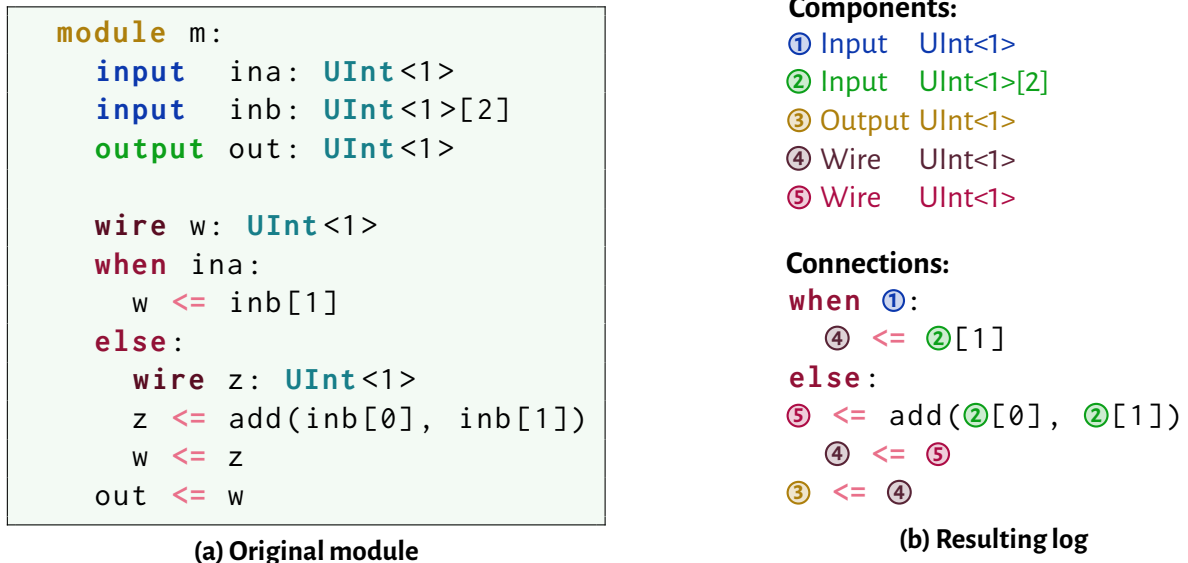 module m:
input ina: UInt<1>
input inb: UInt<1>[2]
output out: UInt<1>
wire w: UInt<1>
when ina:
w <= inb[1]
else:
wire z: UInt<1>
z <= add(inb[0], inb[1])
w <= z
out <= w
(a) Original module
Components:
① Input UInt<1>
② Input UInt<1>[2]
③ Output UInt<1>
④ Wire UInt<1>
⑤ Wire UInt<1>
Connections:
when ①:
④ <= ②[1]
else:
⑤ <= add(②[0], ②[1])
④ <= ⑤
③ <= ④
(b) Resulting log